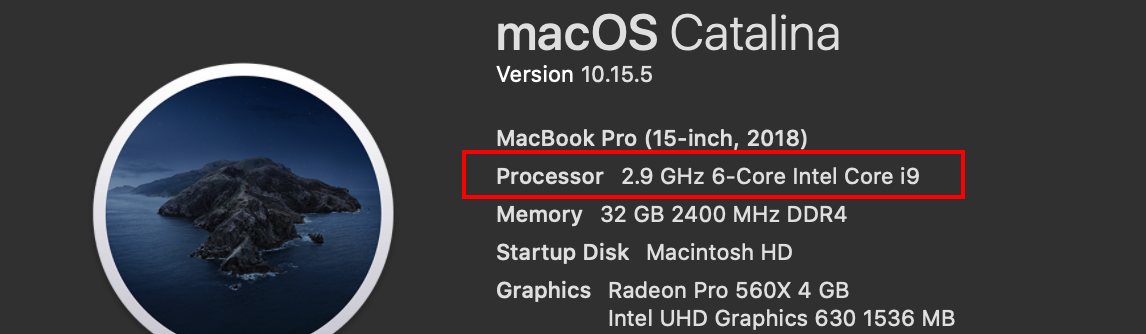 macOS Catalina
Version 10.15.5
MacBook Pro (15-inch, 2018)
Processor 2.9 GHz 6-Core Intel Core i9
Memory 32 GB 2400 MHz DDR4
Startup Disk Macintosh HD
Graphics Radeon Pro 560X 4 GB
Intel UHD Graphics 630 1536 MB